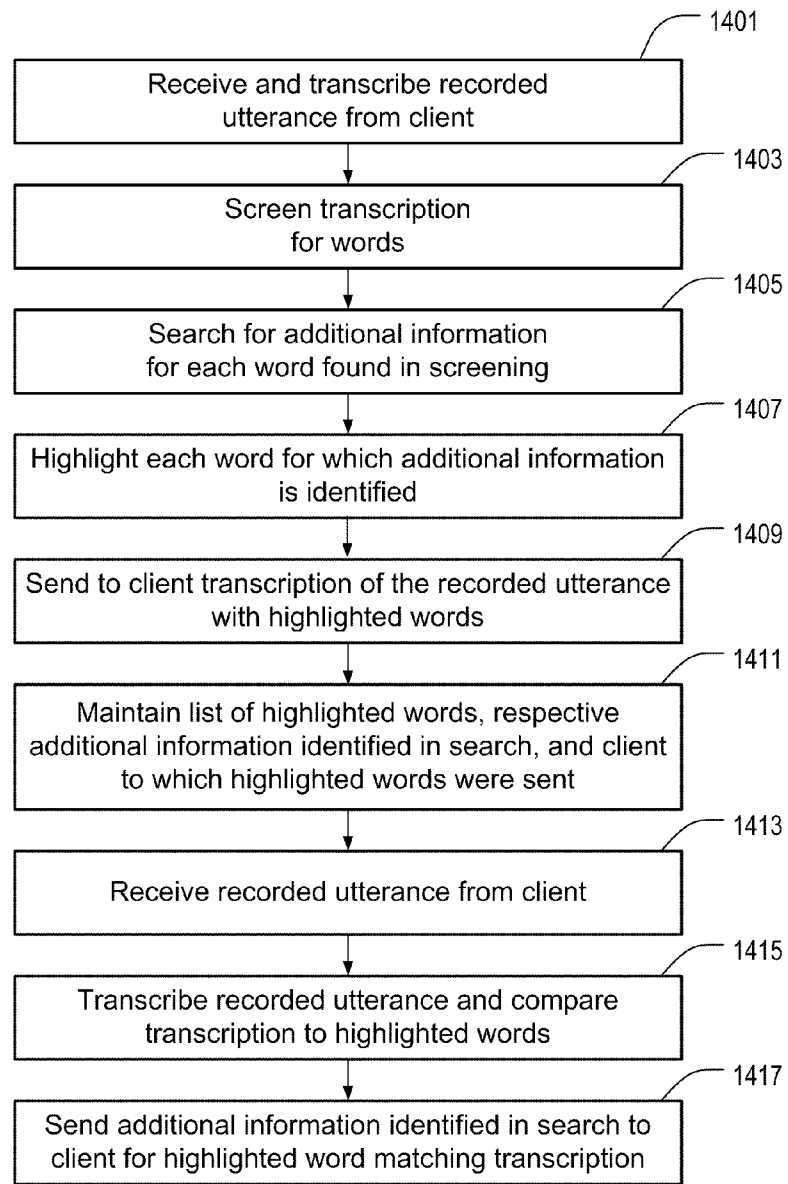 1401
Receive and transcribe recorded
utterance from client
1403
Screen transcription
for words
1405
Search for additional information
for each word found in screening
1407
Highlight each word for which additional information
is identified
1409
Send to client transcription of the recorded utterance
with highlighted words
1411
Maintain list of highlighted words, respective
additional information identified in search, and client
to which highlighted words were sent
1413
Receive recorded utterance from client
1415
Transcribe recorded utterance and compare
transcription to highlighted words
1417
Send additional information identified in search to
client for highlighted word matching transcription